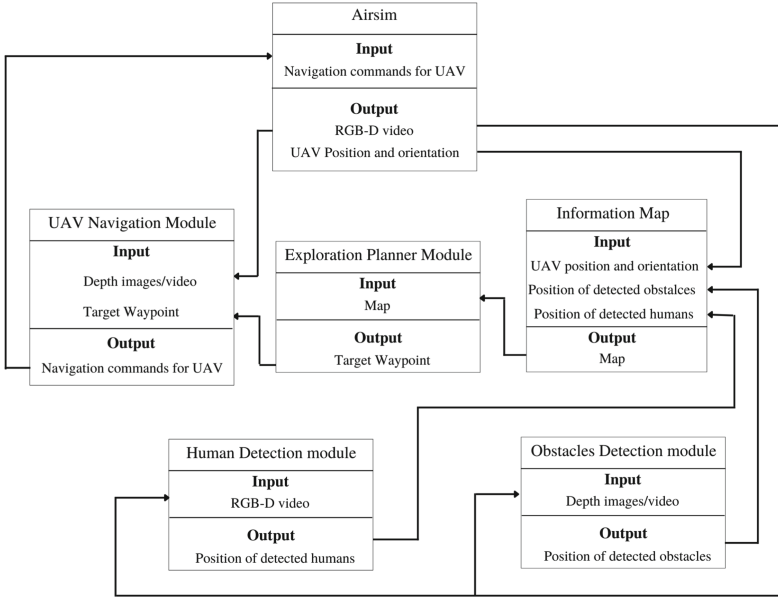 Airsim
Input
Navigation commands for UAV
Output
RGB-D video
UAV Position and orientation
UAV Navigation Module
Input
Depth images/video
Target Waypoint
Output
Navigation commands for UAV
Exploration Planner Module
Input
Map
Output
Target Waypoint
Information Map
Input
UAV position and orientation
Position of detected obstalces
Position of detected humans
Output
Map
Human Detection module
Input
RGB-D video
Output
Position of detected humans
Obstacles Detection module
Input
Depth images/video
Output
Position of detected obstacles